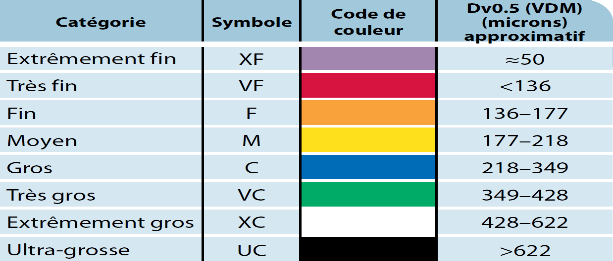 Catégorie Symbole Code de couleur Dv0.5 (VDM) (microns) approximatif
Extrêmement fin XF ≈50
Très fin VF <136
Fin F 136–177
Moyen M 177–218
Gros C 218–349
Très gros VC 349–428
Extrêmement gros XC 428–622
Ultra-grosse UC >622